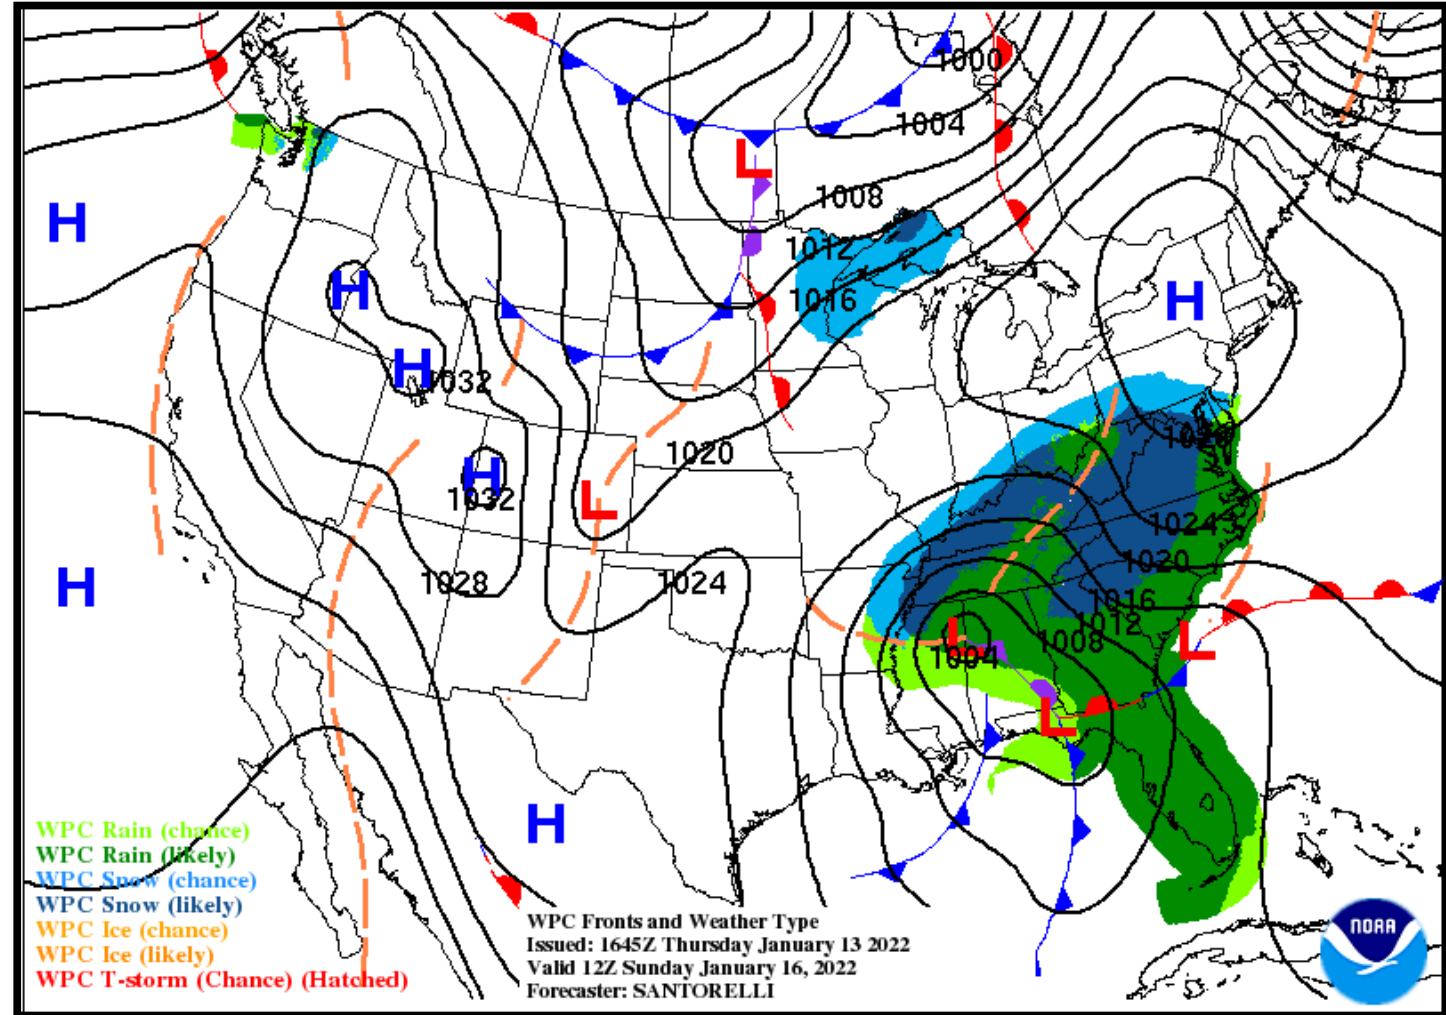 1000
1004
H
L
1008
1012
H
1016
H
H
1032
1020
1028
H
1032
L
1024
1020
H
1028
1024
1016
1012
L
1008
L
1004
L
H
WPC Rain (chance)
WPC Rain (likely)
WPC Snow (chance)
WPC Snow (likely)
WPC Ice (chance)
WPC Ice (likely)
WPC T-storm (Chance) (Hatched)
WPC Fronts and Weather Type
Issued: 1645Z Thursday January 13 2022
Valid 12Z Sunday January 16, 2022
Forecaster: SANTORELLI
NOAA